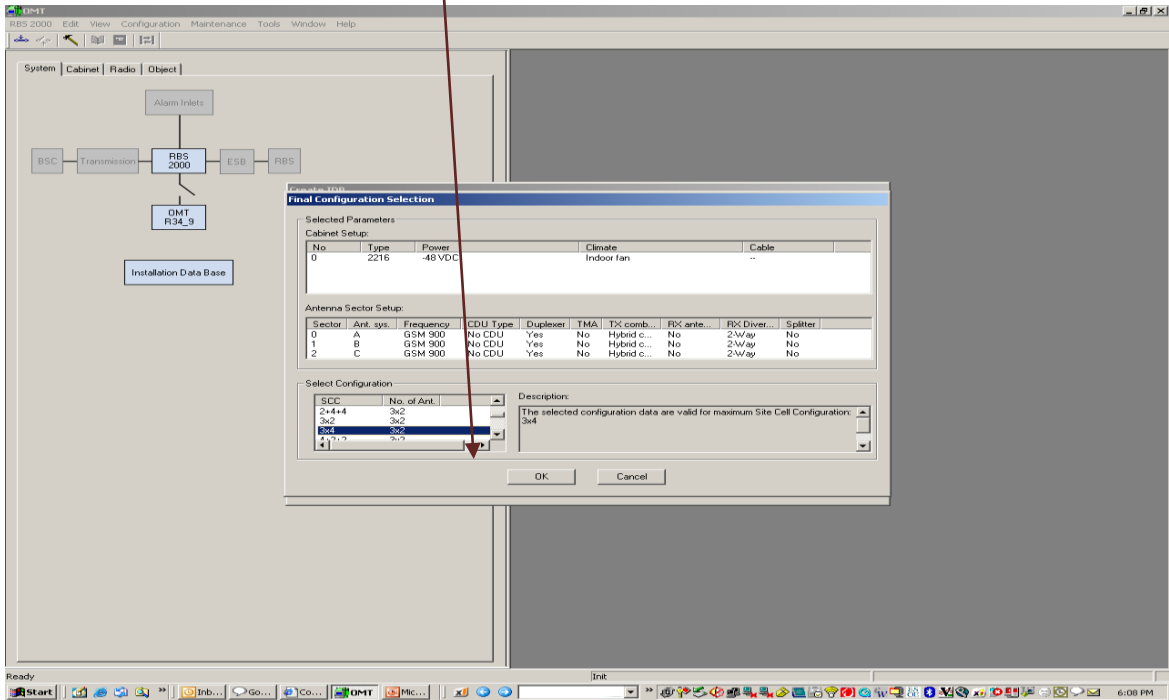 OMT
RBS 2000 Edit View Configuration Maintenance Tools Window Help
System Cabinet Radio Object
Alarm Inlets
BSC Transmission RBS 2000 ESB RBS
OMT
R34_9
Installation Data Base
Create IDB
Final Configuration Selection
Selected Parameters
Cabinet Setup:
No Type Power Climate Cable
0 2216 -48 VDC Indoor fan --
Antenna Sector Setup:
Sector Ant. sys. Frequency CDU Type Duplexer TMA TX comb... RX ante... RX Diver... Splitter
0 A GSM 900 No CDU Yes No Hybrid c... No 2-Way No
1 B GSM 900 No CDU Yes No Hybrid c... No 2-Way No
2 C GSM 900 No CDU Yes No Hybrid c... No 2-Way No
Select Configuration
SCC No. of Ant.
2+4+4 3x2
3x2 3x2
3x4 3x2
Description:
The selected configuration data are valid for maximum Site Cell Configuration:
3x4
OK Cancel
Ready Init
Start Inb... Go... Co... OMT Mic... 6:08 PM